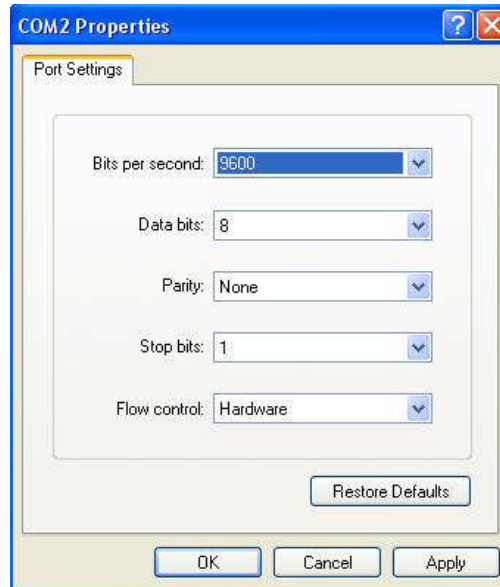 COM2 Properties
Port Settings
Bits per second: 9600
Data bits: 8
Parity: None
Stop bits: 1
Flow control: Hardware
Restore Defaults
OK Cancel Apply